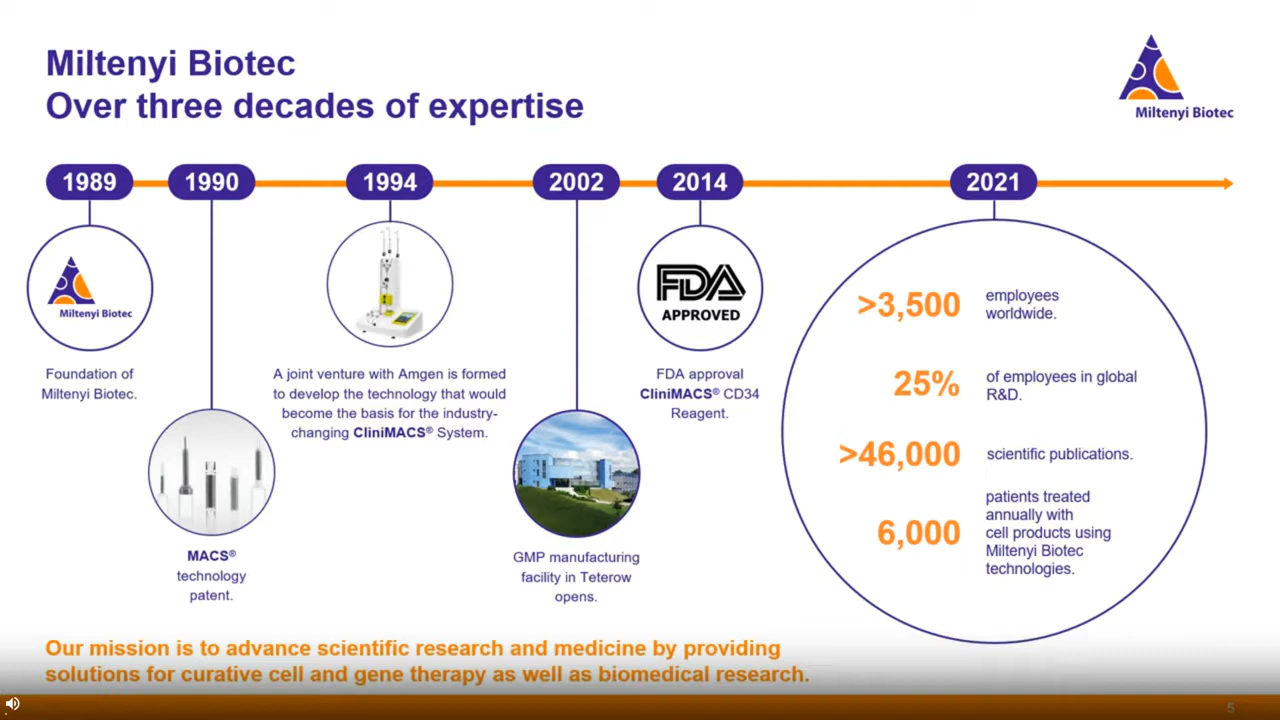 Miltenyi Biotec
Over three decades of expertise
Miltenyi Biotec
1989
1990
1994
2002
2014
2021
Miltenyi Biotec
Foundation of
Miltenyi Biotec.
MACS®
technology
patent.
A joint venture with Amgen is formed
to develop the technology that would
become the basis for the industry-
changing CliniMACS® System.
GMP manufacturing
facility in Teterow
opens.
FDA
APPROVED
FDA approval
CliniMACS® CD34
Reagent.
>3,500
employees
worldwide.
25%
of employees in global
R&D.
>46,000
scientific publications.
6,000
patients treated
annually with
cell products using
Miltenyi Biotec
technologies.
Our mission is to advance scientific research and medicine by providing
solutions for curative cell and gene therapy as well as biomedical research.
5